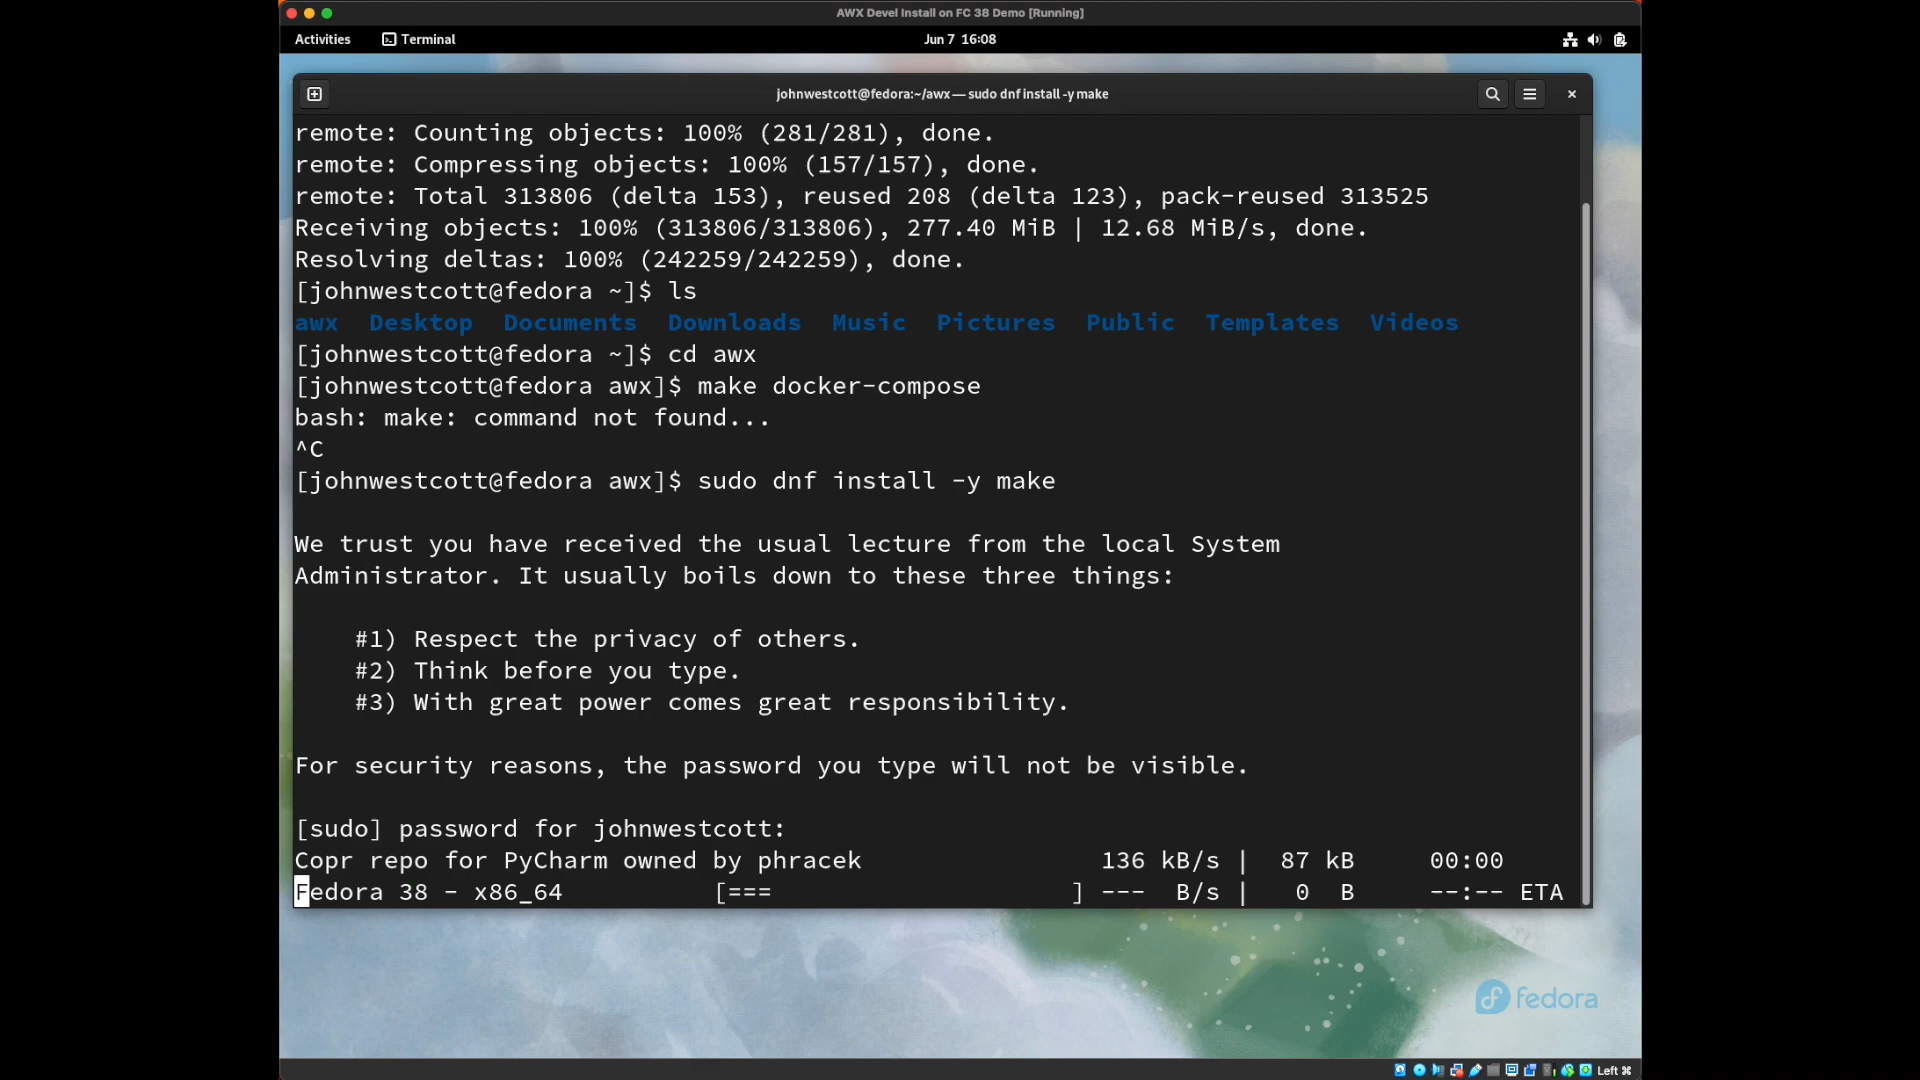 AWX Devel Install on FC 38 Demo [Running]
Activities Terminal Jun 7 16:08
johnwestcott@fedora:~/awx — sudo dnf install -y make
remote: Counting objects: 100% (281/281), done.
remote: Compressing objects: 100% (157/157), done.
remote: Total 313806 (delta 153), reused 208 (delta 123), pack-reused 313525
Receiving objects: 100% (313806/313806), 277.40 MiB | 12.68 MiB/s, done.
Resolving deltas: 100% (242259/242259), done.
[johnwestcott@fedora ~]$ ls
awx Desktop Documents Downloads Music Pictures Public Templates Videos
[johnwestcott@fedora ~]$ cd awx
[johnwestcott@fedora awx]$ make docker-compose
bash: make: command not found...
^C
[johnwestcott@fedora awx]$ sudo dnf install -y make
We trust you have received the usual lecture from the local System
Administrator. It usually boils down to these three things:
#1) Respect the privacy of others.
#2) Think before you type.
#3) With great power comes great responsibility.
For security reasons, the password you type will not be visible.
[sudo] password for johnwestcott:
Copr repo for PyCharm owned by phracek 136 kB/s | 87 kB 00:00
Fedora 38 - x86_64 [=== ] --- B/s | 0 B --:-- ETA
fedora
Left ⌘